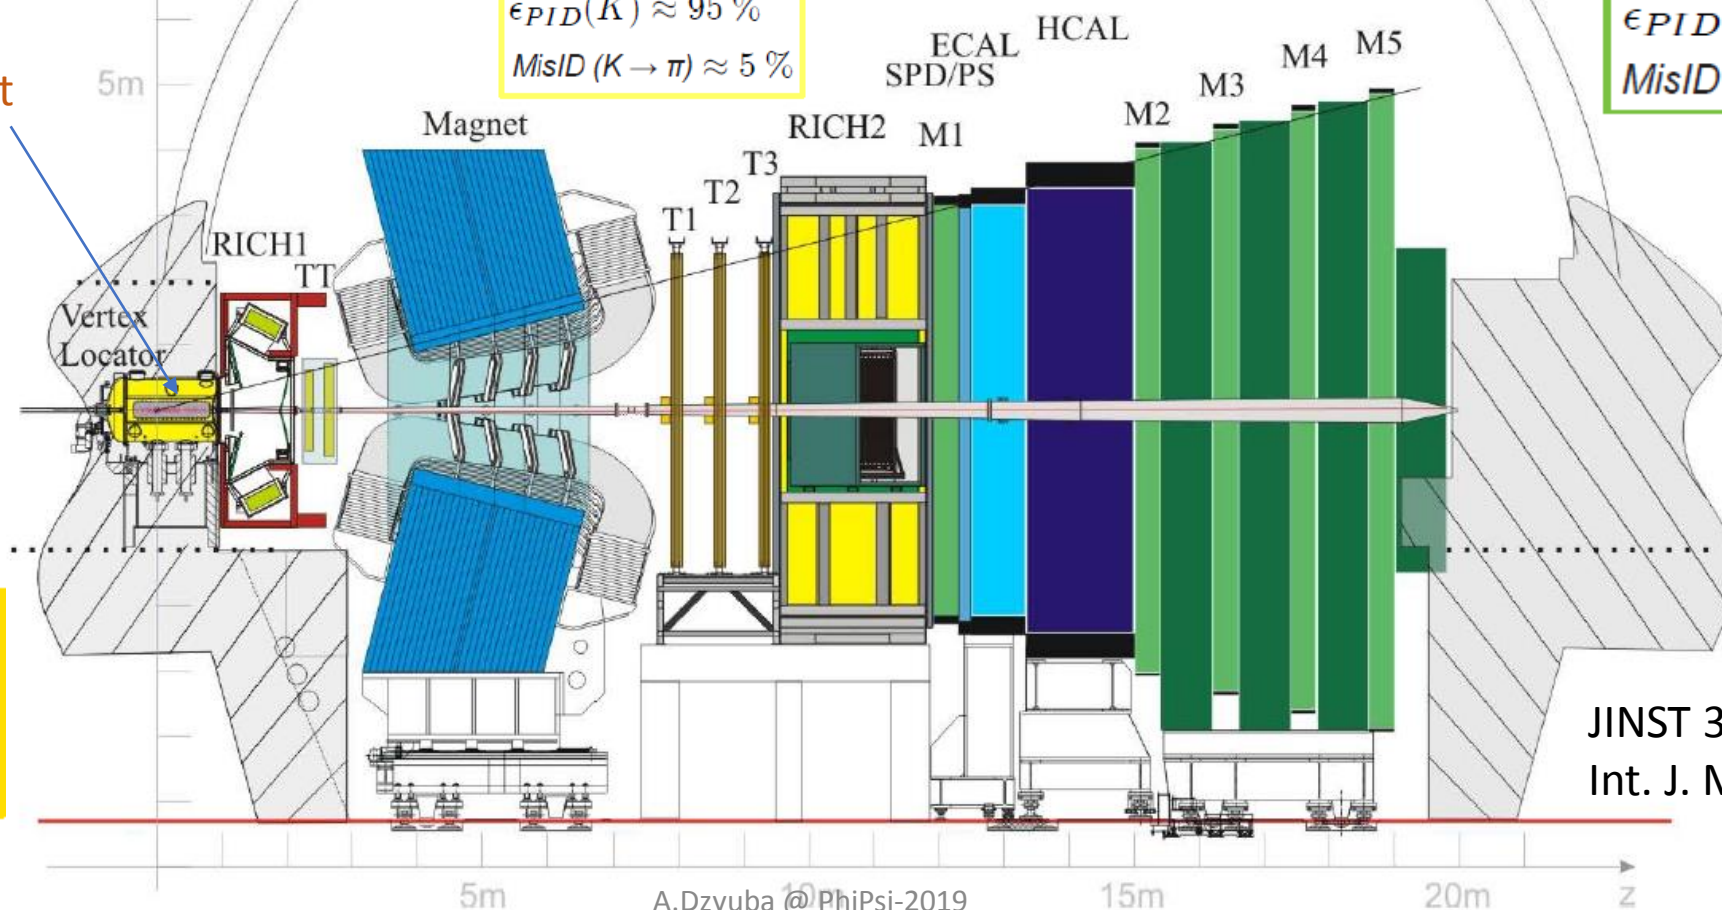 ϵPID(K) ≈ 95 %
MisID (K → π) ≈ 5 %
ϵPID
MisID
t
5m
Magnet
RICH1
TT
Vertex
Locator
T1
T2
T3
RICH2
M1
SPD/PS
ECAL
HCAL
M2
M3
M4
M5
JINST 3
Int. J. M
5m
10m
15m
20m
z
A.Dzyuba @ PhiPsi-2019